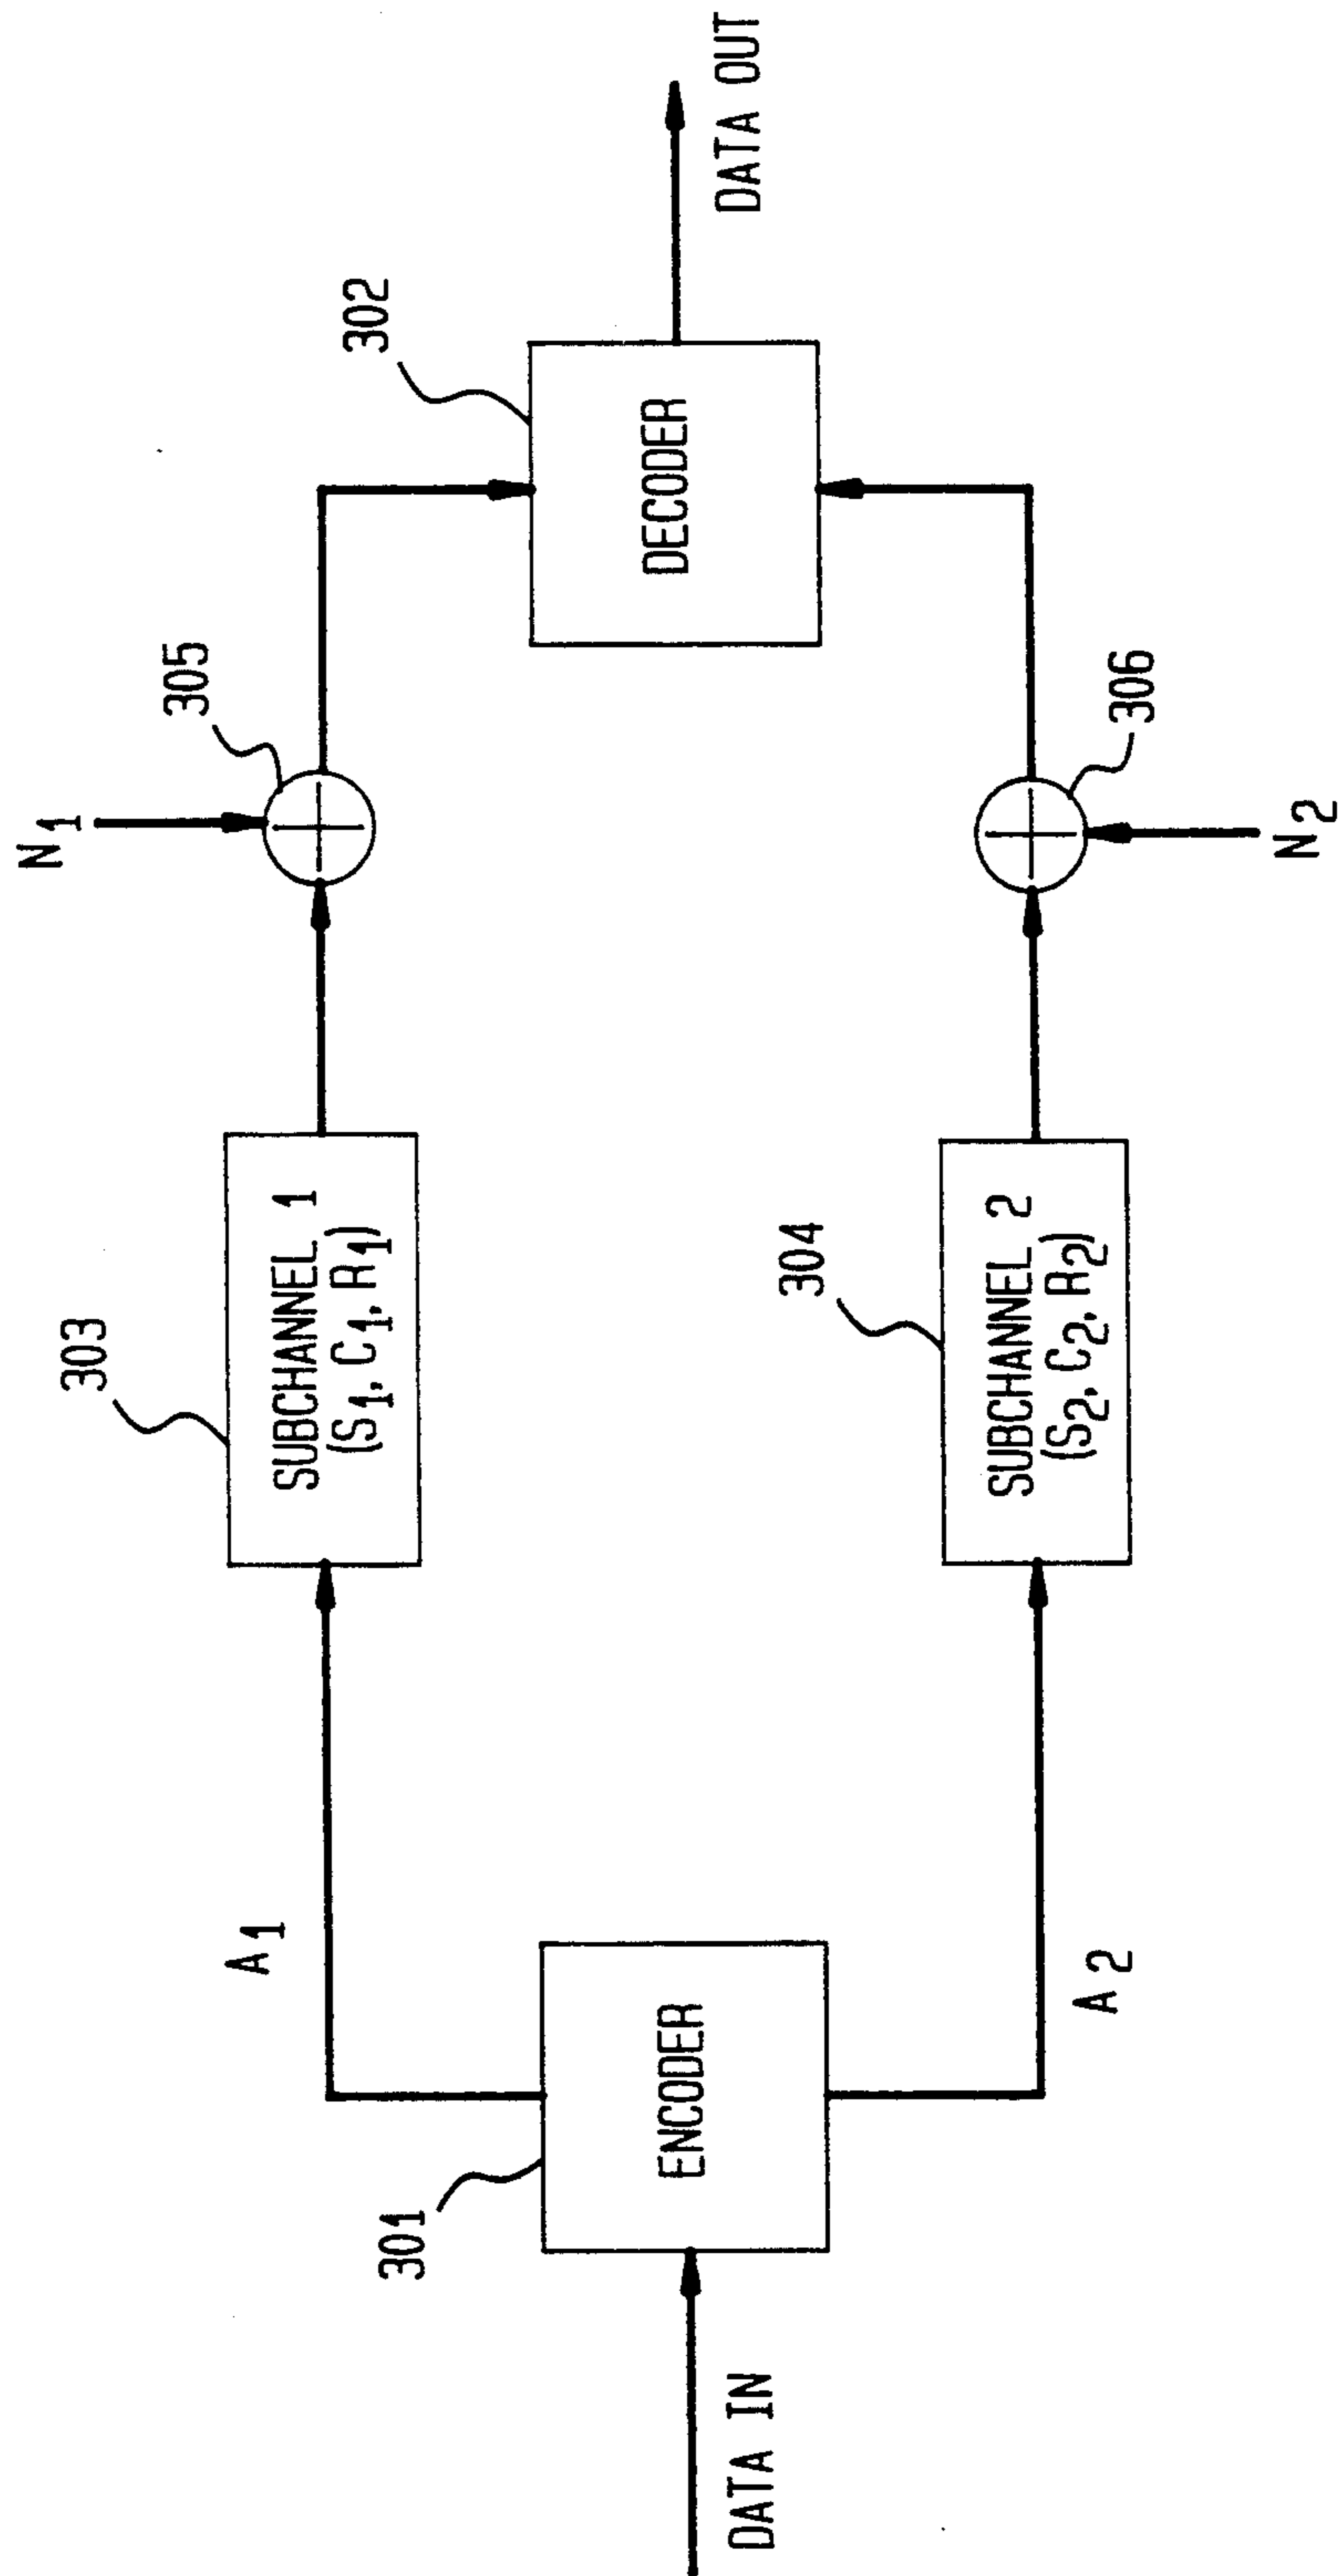 DATA IN
301
ENCODER
A1
A2
303
SUBCHANNEL 1
(S1, C1, R1)
304
SUBCHANNEL 2
(S2, C2, R2)
N1
305
306
N2
302
DECODER
DATA OUT